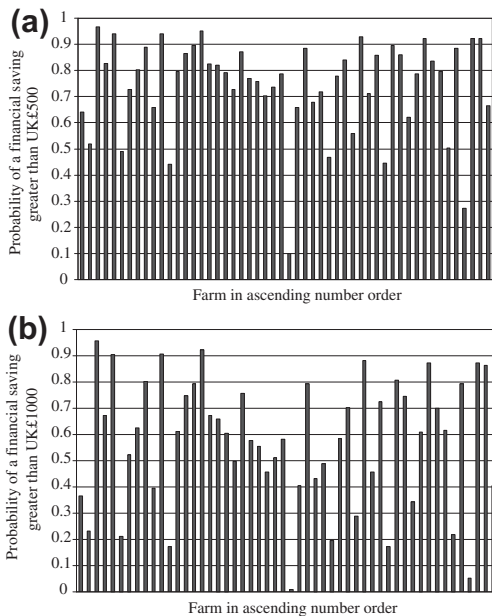 (a)
Probability of a financial saving
greater than UK£500
1
0.9
0.8
0.7
0.6
0.5
0.4
0.3
0.2
0.1
0
Farm in ascending number order
(b)
Probability of a financial saving
greater than UK£1000
1
0.9
0.8
0.7
0.6
0.5
0.4
0.3
0.2
0.1
0
Farm in ascending number order